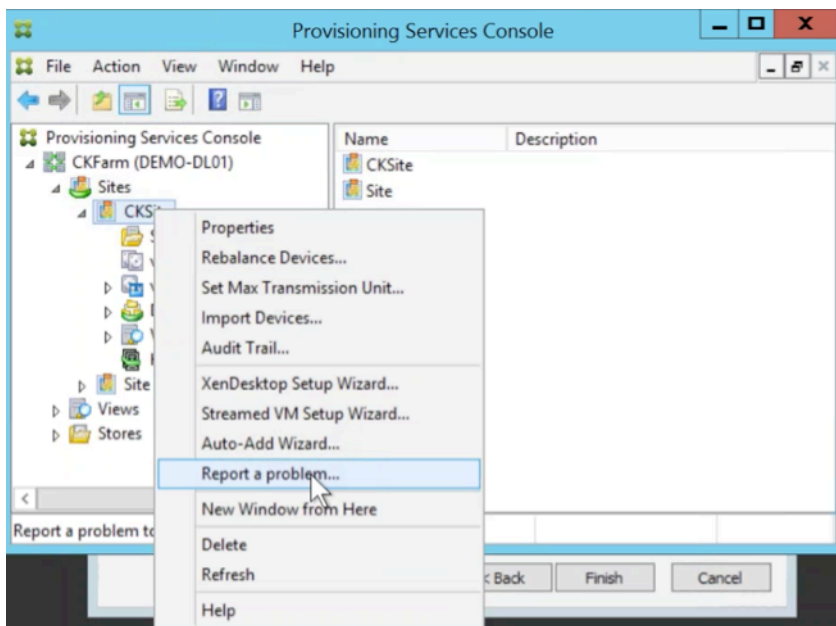 Provisioning Services Console
File Action View Window Help
Provisioning Services Console
CKFarm (DEMO-DL01)
Sites
Site
Views
Stores
Name Description
CKSite
Site
Properties
Rebalance Devices...
Set Max Transmission Unit...
Import Devices...
Audit Trail...
XenDesktop Setup Wizard...
Streamed VM Setup Wizard...
Auto-Add Wizard...
Report a problem...
New Window from Here
Delete
Refresh
Help
Report a problem
Back Finish Cancel